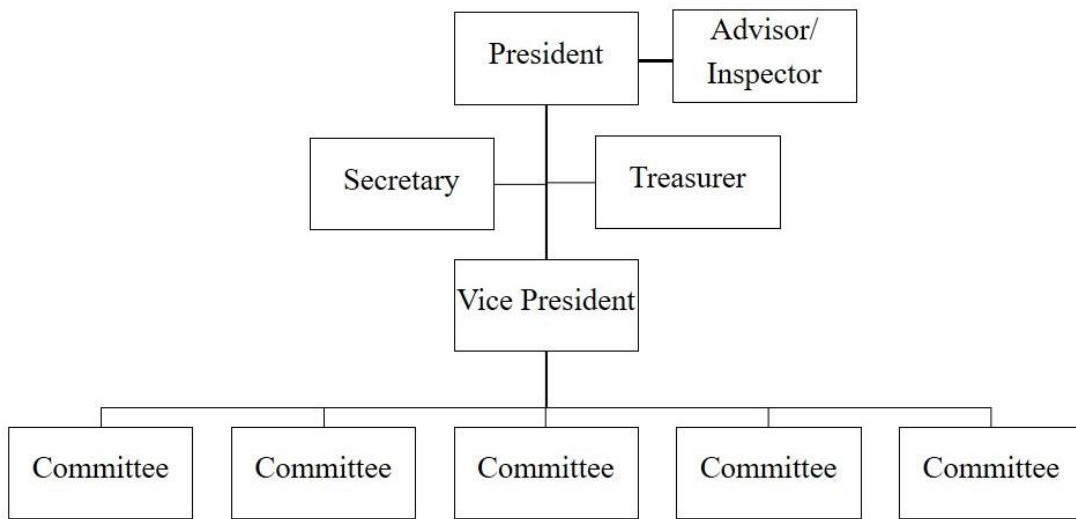 President
Advisor/
Inspector
Secretary
Treasurer
Vice President
Committee
Committee
Committee
Committee
Committee